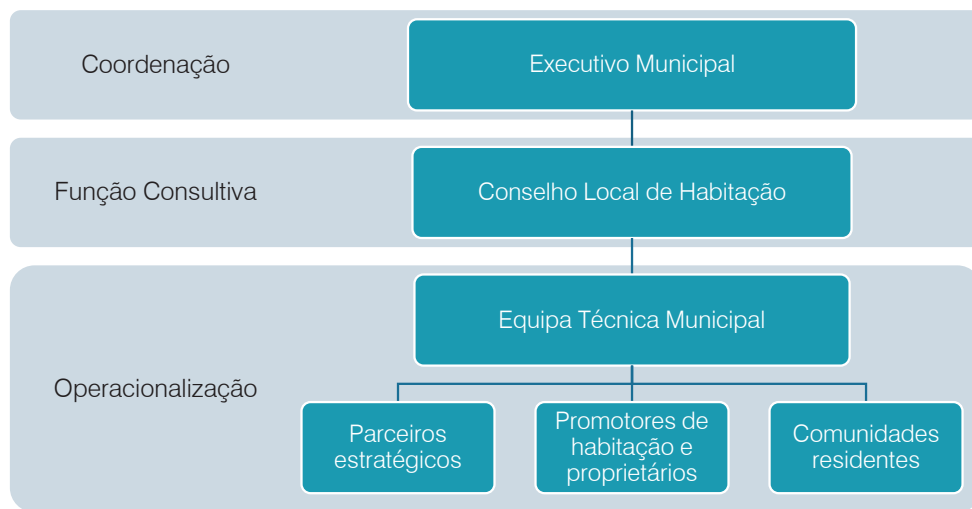 Coordenação
Executivo Municipal
Função Consultiva
Conselho Local de Habitação
Operacionalização
Equipa Técnica Municipal
Parceiros
estratégicos
Promotores de
habitação e
proprietários
Comunidades
residentes